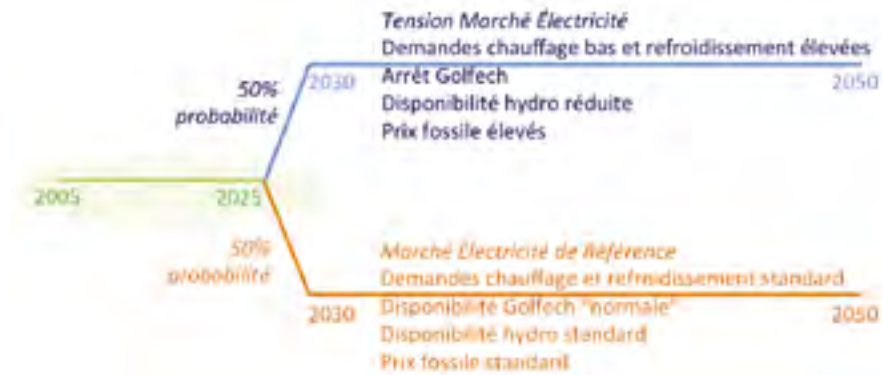 Tension Marché Électricité
Demandes chauffage bas et refroidissement élevées
50%
probabilité
2030
Arrêt Golfech
2050
Disponibilité hydro réduite
Prix fossile élevés
2005
2025
50%
probabilité
Marché Électricité de Référence
Demandes chauffage et refroidissement standard
2030
Disponibilité Golfech "normale"
2050
Disponibilité hydro standard
Prix fossile standard